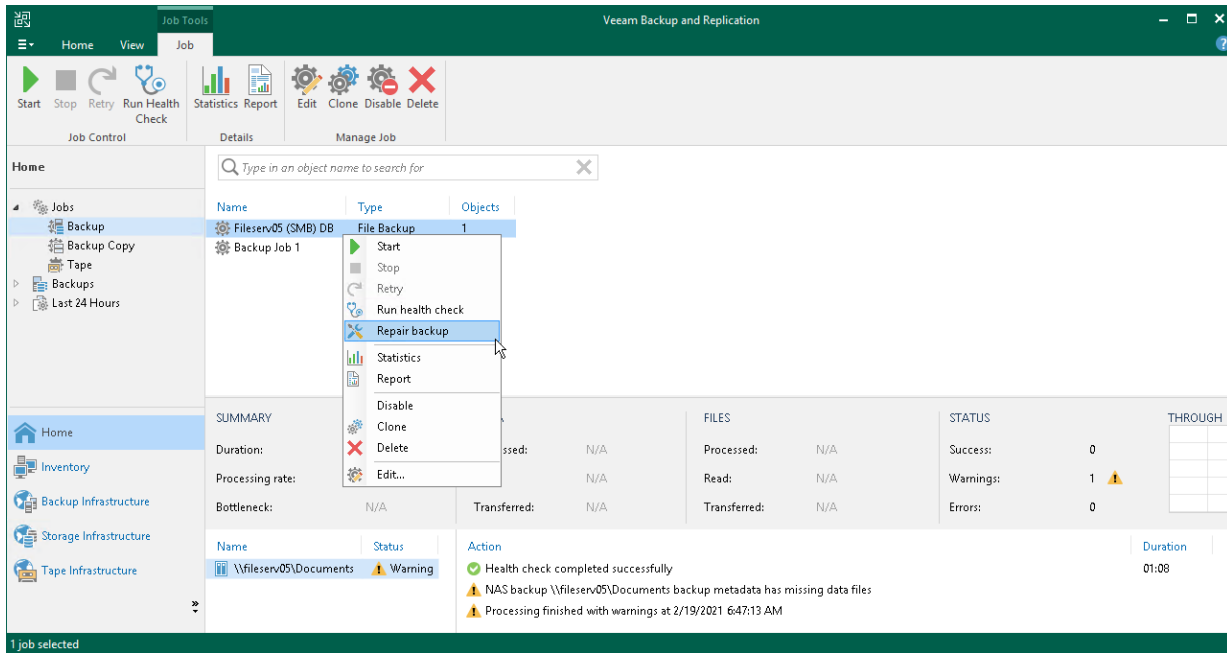 Job Tools
Veeam Backup and Replication
Home View Job
Start Stop Retry Run Health Check
Statistics Report
Edit Clone Disable Delete
Job Control
Details
Manage Job
Home
Type in an object name to search for
Jobs
Backup
Backup Copy
Tape
Backups
Last 24 Hours
Name Type Objects
Fileserv05 (SMB) DB File Backup 1
Backup Job 1
Start
Stop
Retry
Run health check
Repair backup
Statistics
Report
Disable
Clone
Delete
Edit...
Home
Inventory
Backup Infrastructure
Storage Infrastructure
Tape Infrastructure
SUMMARY
Duration:
Processing rate:
Bottleneck: N/A
ssed: N/A
N/A
Transferred: N/A
FILES
Processed: N/A
Read: N/A
Transferred: N/A
STATUS
Success: 0
Warnings: 1
Errors: 0
THROUGH
Name Status
\\fileserv05\Documents Warning
Action Duration
Health check completed successfully 01:08
NAS backup \\fileserv05\Documents backup metadata has missing data files
Processing finished with warnings at 2/19/2021 6:47:13 AM
1 job selected